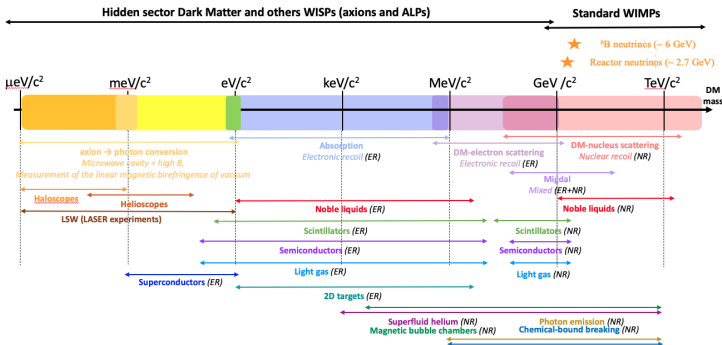 Hidden sector Dark Matter and others WISPs (axions and ALPs)
Standard WIMPs
⁸B neutrinos (~ 6 GeV)
Reactor neutrinos (~ 2.7 GeV)
μeV/c²
meV/c²
eV/c²
keV/c²
MeV/c²
GeV /c²
TeV/c²
DM
mass
axion → photon conversion
Microwave cavity + high B,
Measurement of the linear magnetic birefringence of vacuum
Absorption
Electronic recoil (ER)
DM-electron scattering
Electronic recoil (ER)
DM-nucleus scattering
Nuclear recoil (NR)
Migdal
Mixed (ER+NR)
Haloscopes
Helioscopes
LSW (LASER experiments)
Noble liquids (ER)
Noble liquids (NR)
Scintillators (ER)
Scintillators (NR)
Semiconductors (ER)
Semiconductors (NR)
Light gas (ER)
Light gas (NR)
Superconductors (ER)
2D targets (ER)
Superfluid helium (NR)
Photon emission (NR)
Magnetic bubble chambers (NR)
Chemical-bound breaking (NR)